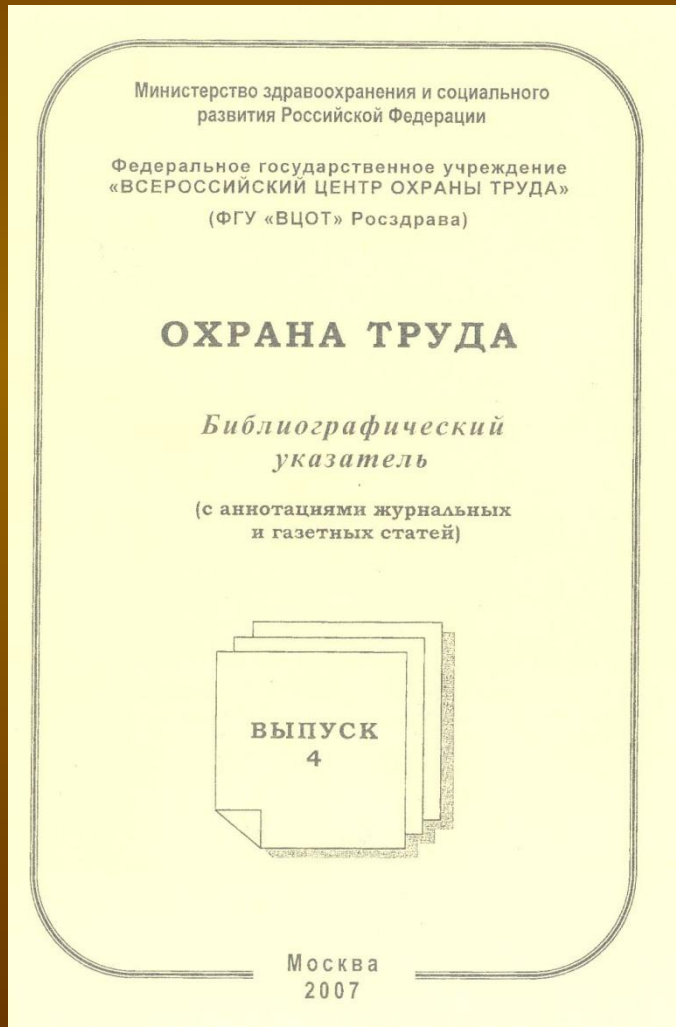 Министерство здравоохранения и социального
развития Российской Федерации
Федеральное государственное учреждение
«ВСЕРОССИЙСКИЙ ЦЕНТР ОХРАНЫ ТРУДА»
(ФГУ «ВЦОТ» Росздрава)
ОХРАНА ТРУДА
Библиографический
указатель
(с аннотациями журнальных
и газетных статей)
ВЫПУСК
4
Москва
2007